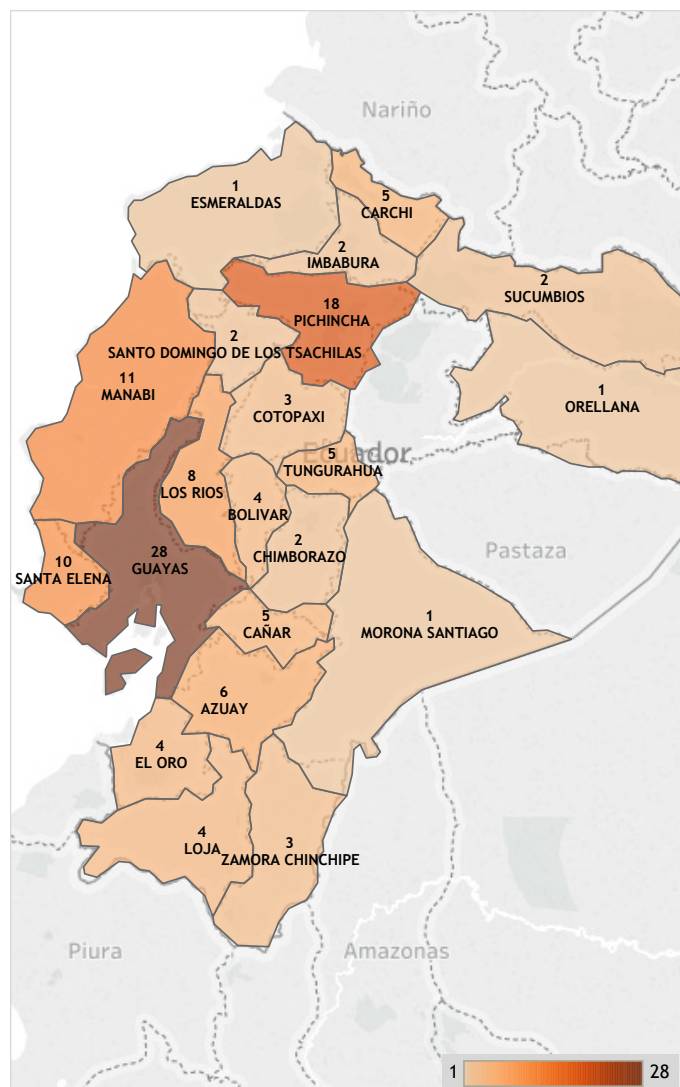 Nariño
1
ESMERALDAS
5
CARCHI
2
IMBABURA
2
SUCUMBIOS
18
PICHINCHA
2
SANTO DOMINGO DE LOS TSACHILAS
11
MANABI
1
ORELLANA
3
COTOPAXI
Ecuador
5
TUNGURAHUA
8
LOS RIOS
4
BOLIVAR
2
CHIMBORAZO
Pastaza
10
SANTA ELENA
28
GUAYAS
5
CAÑAR
1
MORONA SANTIAGO
6
AZUAY
4
EL ORO
4
LOJA
3
ZAMORA CHINCHIPE
Piura
Amazonas
1 28